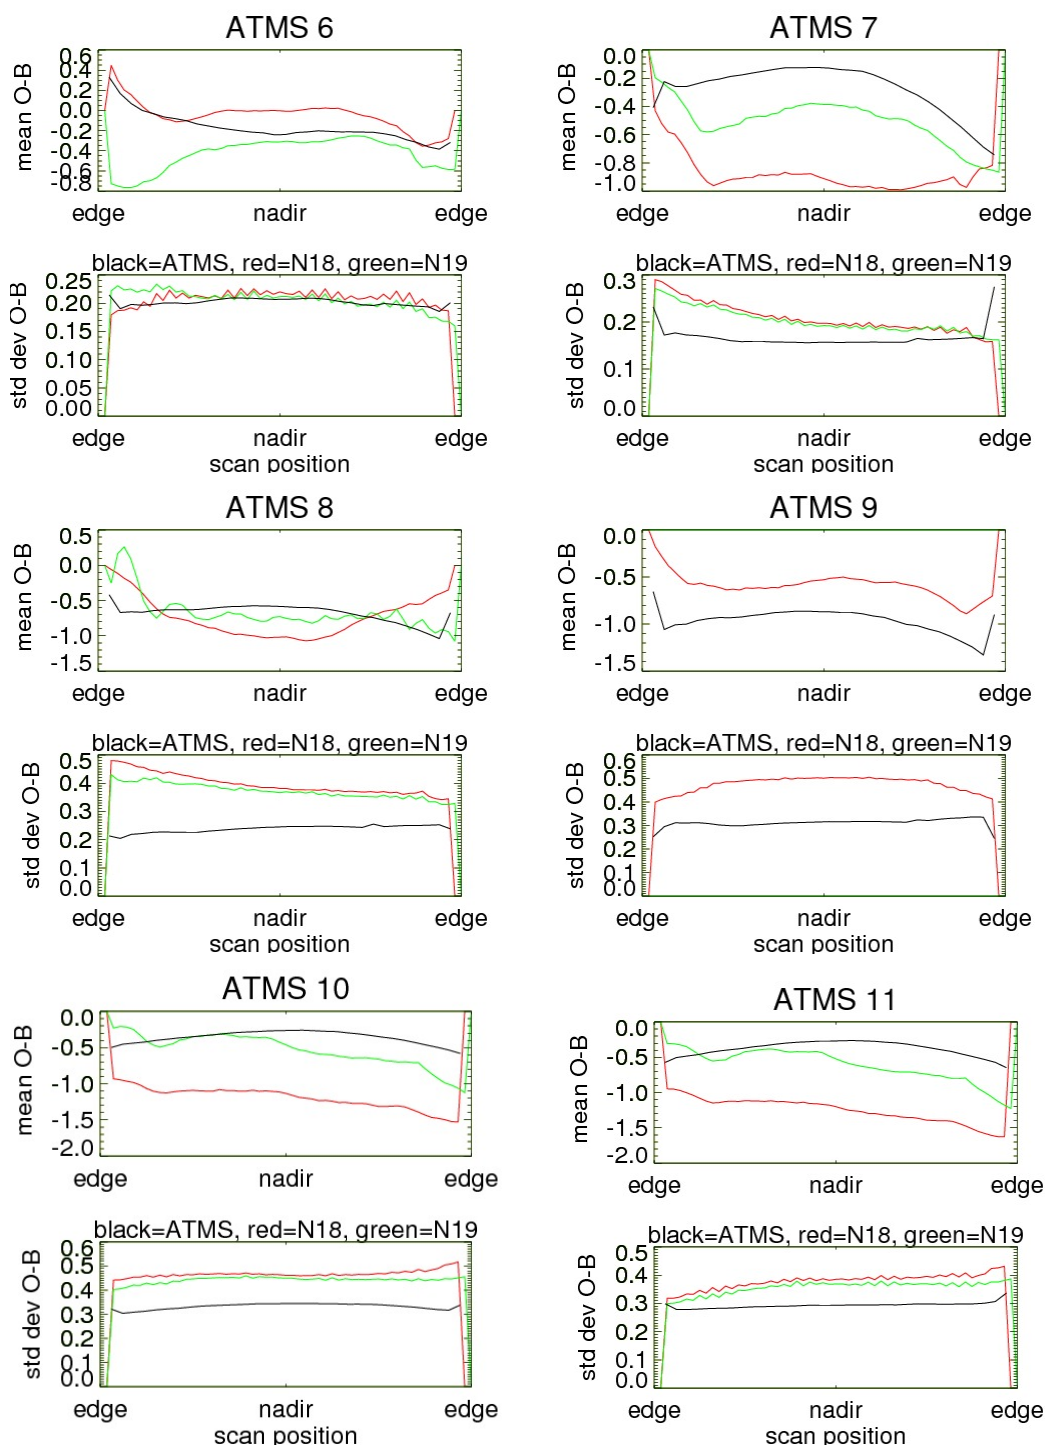 ATMS 6
mean O-B
0.6
0.4
0.2
0.0
-0.2
-0.4
-0.6
-0.8
edge nadir edge
black=ATMS, red=N18, green=N19
std dev O-B
0.25
0.20
0.15
0.10
0.05
0.00
edge nadir edge
scan position
ATMS 7
mean O-B
0.0
-0.2
-0.4
-0.6
-0.8
-1.0
edge nadir edge
black=ATMS, red=N18, green=N19
std dev O-B
0.3
0.2
0.1
0.0
edge nadir edge
scan position
ATMS 8
mean O-B
0.5
0.0
-0.5
-1.0
-1.5
edge nadir edge
black=ATMS, red=N18, green=N19
std dev O-B
0.5
0.4
0.3
0.2
0.1
0.0
edge nadir edge
scan position
ATMS 9
mean O-B
0.0
-0.5
-1.0
-1.5
edge nadir edge
black=ATMS, red=N18, green=N19
std dev O-B
0.6
0.5
0.4
0.3
0.2
0.1
0.0
edge nadir edge
scan position
ATMS 10
mean O-B
0.0
-0.5
-1.0
-1.5
-2.0
edge nadir edge
black=ATMS, red=N18, green=N19
std dev O-B
0.6
0.5
0.4
0.3
0.2
0.1
0.0
edge nadir edge
scan position
ATMS 11
mean O-B
0.0
-0.5
-1.0
-1.5
-2.0
edge nadir edge
black=ATMS, red=N18, green=N19
std dev O-B
0.5
0.4
0.3
0.2
0.1
0.0
edge nadir edge
scan position